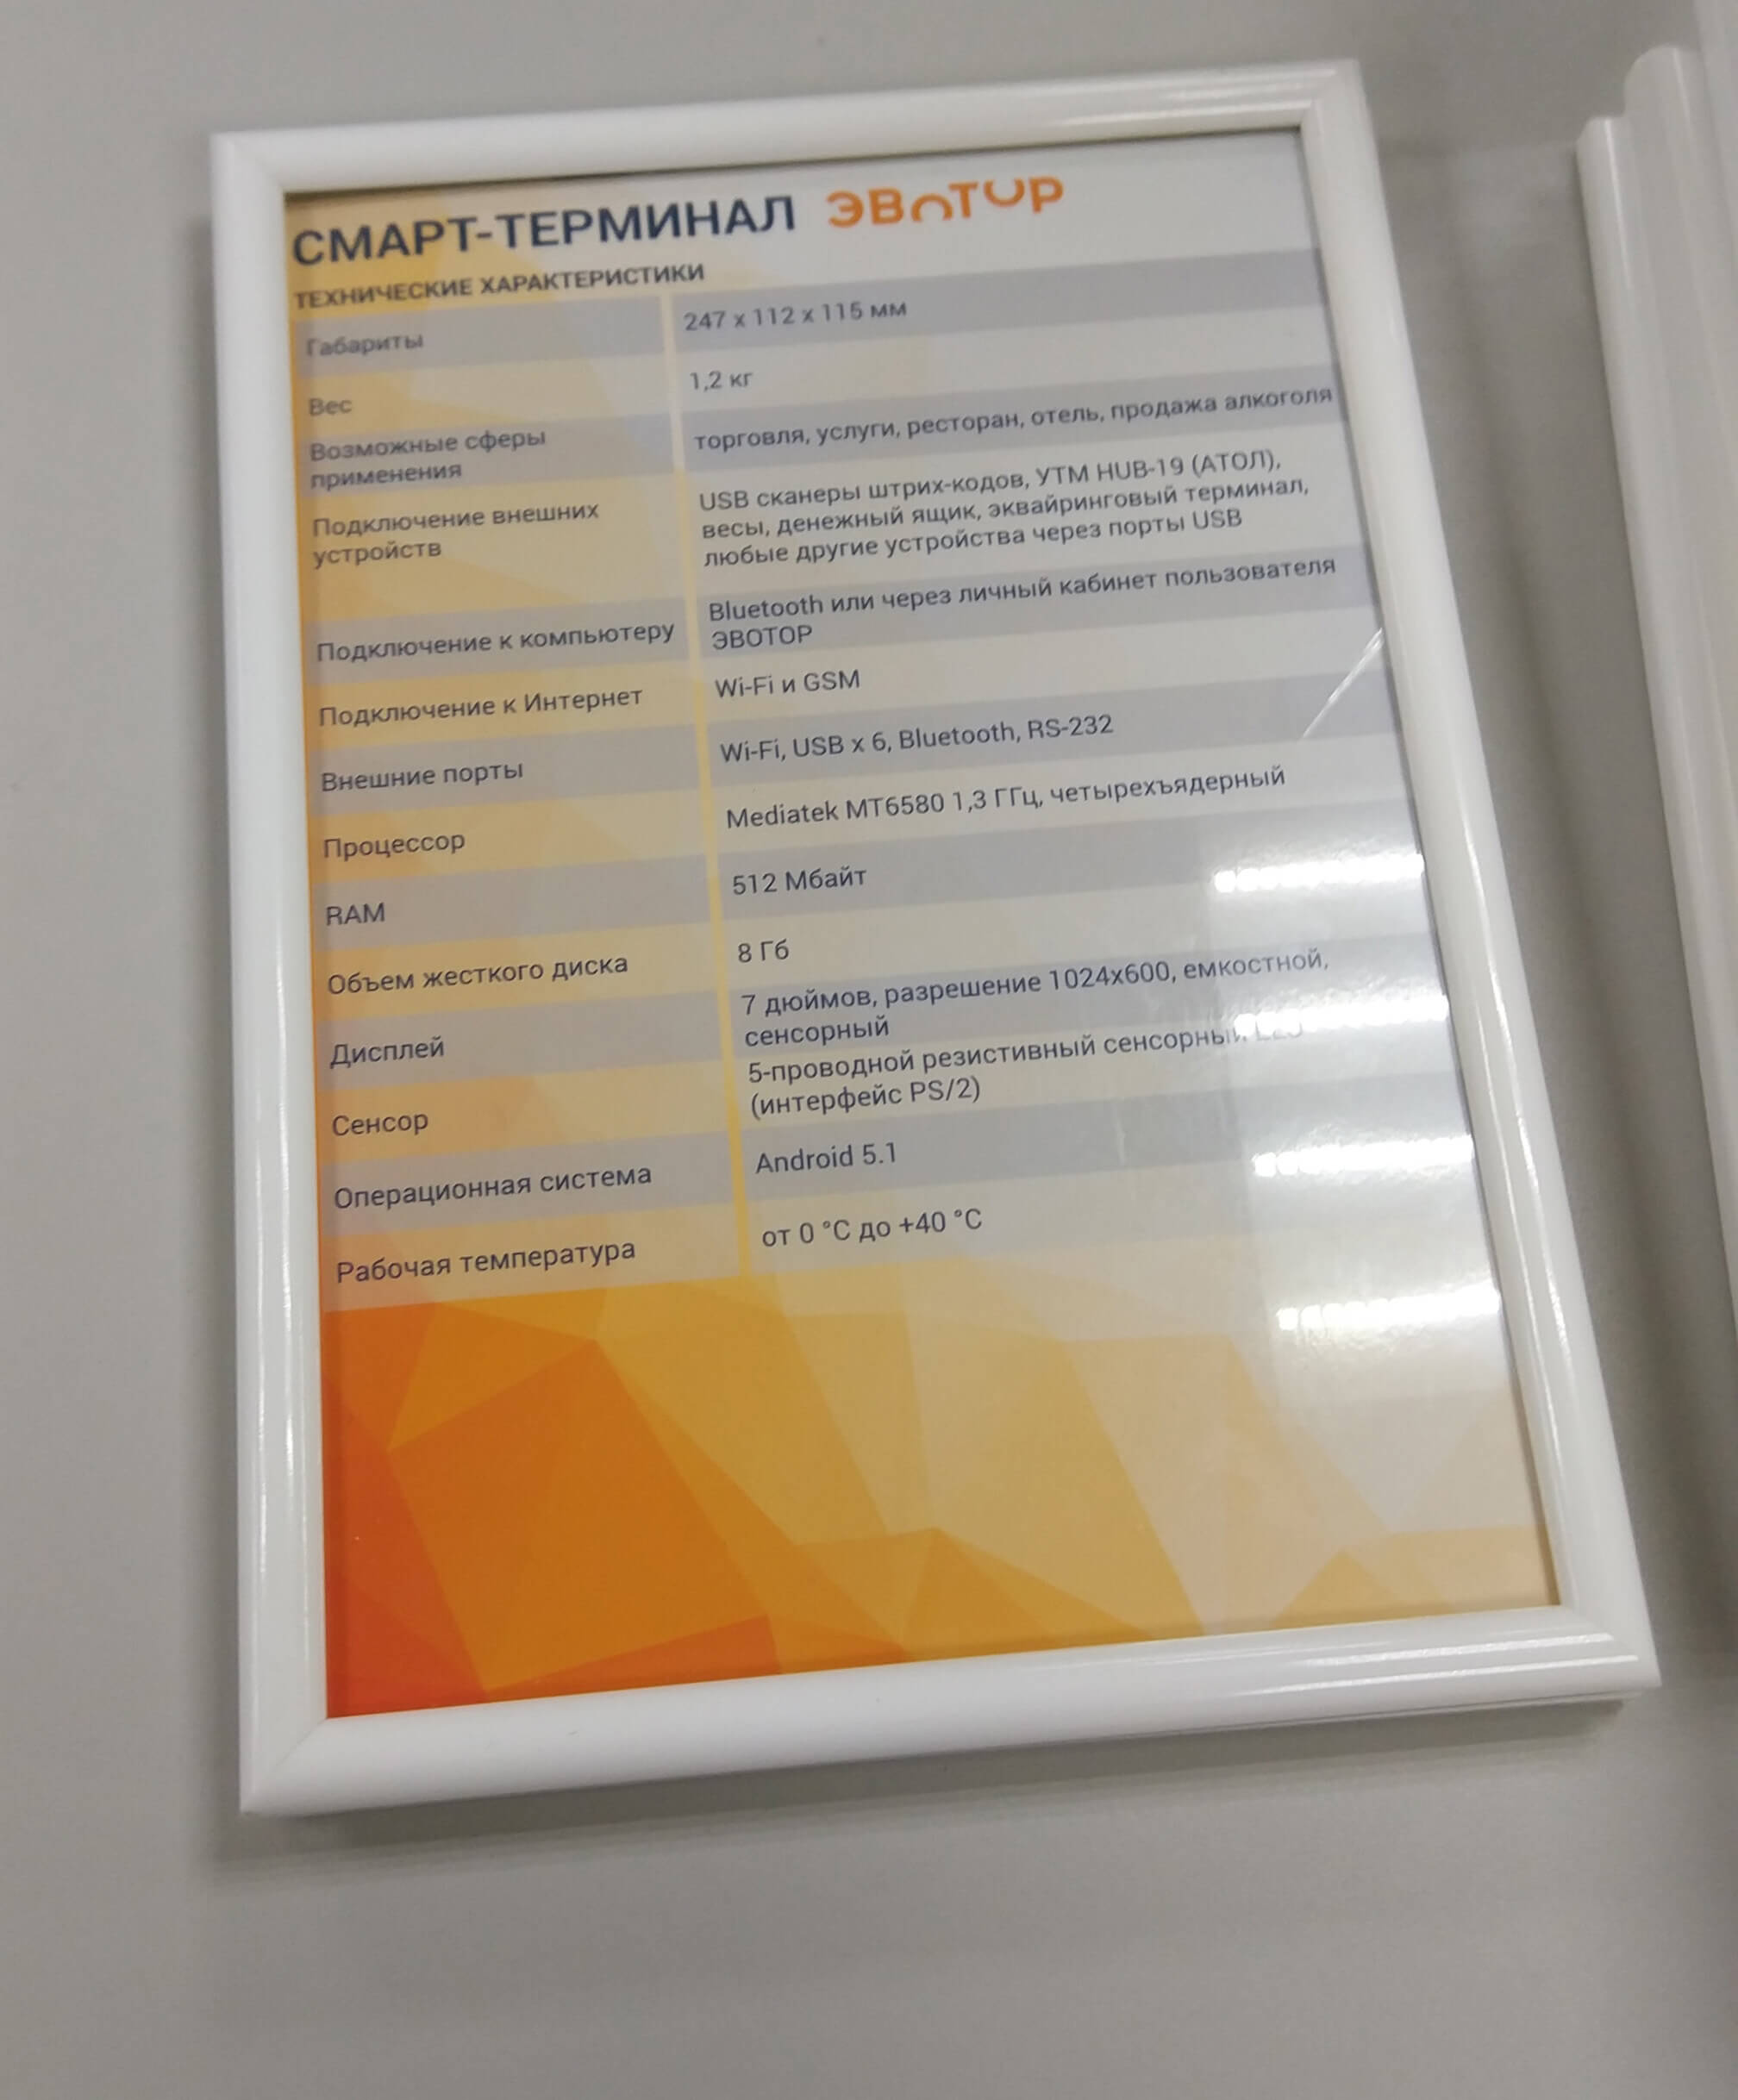 СМАРТ-ТЕРМИНАЛ ЭВОТОР
ТЕХНИЧЕСКИЕ ХАРАКТЕРИСТИКИ
Габариты 247 x 112 x 115 мм
Вес 1,2 кг
Возможные сферы
применения
торговля, услуги, ресторан, отель, продажа алкоголя
Подключение внешних
устройств
USB сканеры штрих-кодов, УТМ HUB-19 (АТОЛ),
весы, денежный ящик, эквайринговый терминал,
любые другие устройства через порты USB
Подключение к компьютеру
Bluetooth или через личный кабинет пользователя
ЭВОТОР
Подключение к Интернет Wi-Fi и GSM
Внешние порты Wi-Fi, USB x 6, Bluetooth, RS-232
Процессор Mediatek MT6580 1,3 ГГц, четырехъядерный
RAM 512 Мбайт
Объем жесткого диска 8 Гб
Дисплей
7 дюймов, разрешение 1024x600, емкостной,
сенсорный
Сенсор
5-проводной резистивный сенсорный
(интерфейс PS/2)
Операционная система Android 5.1
Рабочая температура от 0 °C до +40 °C